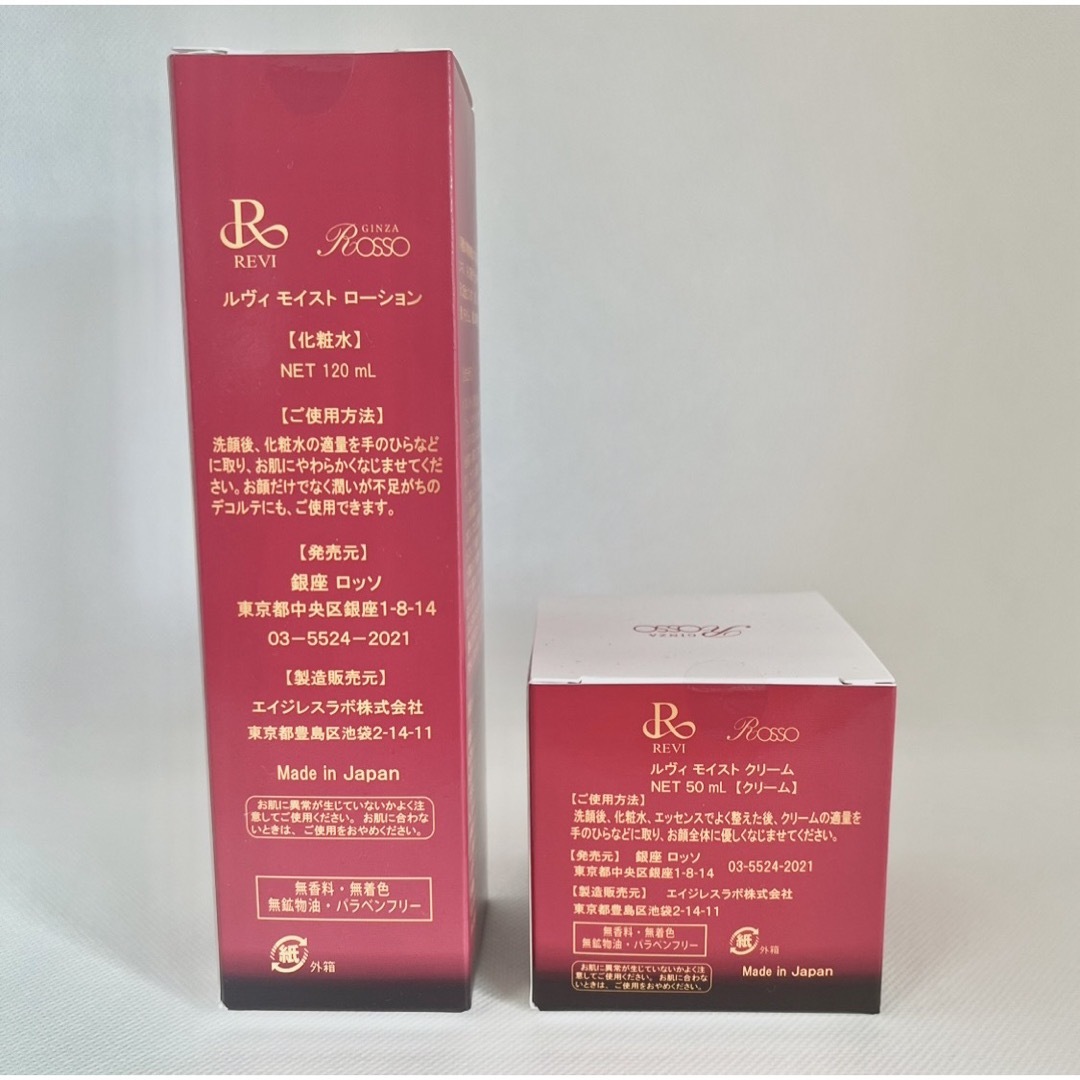 REVI
GINZA
Rosso
ルヴィ モイスト ローション
【化粧水】
NET 120 mL
【ご使用方法】
洗顔後、化粧水の適量を手のひらなど
に取り、お肌にやわらかくなじませてくだ
さい。お顔だけでなく潤いが不足がちの
デコルテにも、ご使用できます。
【発売元】
銀座 ロッソ
東京都中央区銀座1-8-14
03-5524-2021
【製造販売元】
エイジレスラボ株式会社
東京都豊島区池袋2-14-11
Made in Japan
お肌に異常が生じていないかよく注
意してご使用ください。 お肌に合わな
いときは、ご使用をおやめください。
無香料・無着色
無鉱物油・パラベンフリー
紙
外箱
GINZA
Rosso
REVI
Rosso
ルヴィ モイスト クリーム
NET 50 mL 【クリーム】
【ご使用方法】
洗顔後、化粧水、エッセンスでよく整えた後、クリームの適量を
手のひらなどに取り、お顔全体に優しくなじませてください。
【発売元】 銀座 ロッソ
東京都中央区銀座1-8-14
03-5524-2021
【製造販売元】 エイジレスラボ株式会社
東京都豊島区池袋2-14-11
無香料・無着色
無鉱物油・パラベンフリー
紙
外箱
お肌に異常が生じていないかよく注
意してご使用ください。 お肌に合わな
いときは、ご使用をおやめください。
Made in Japan